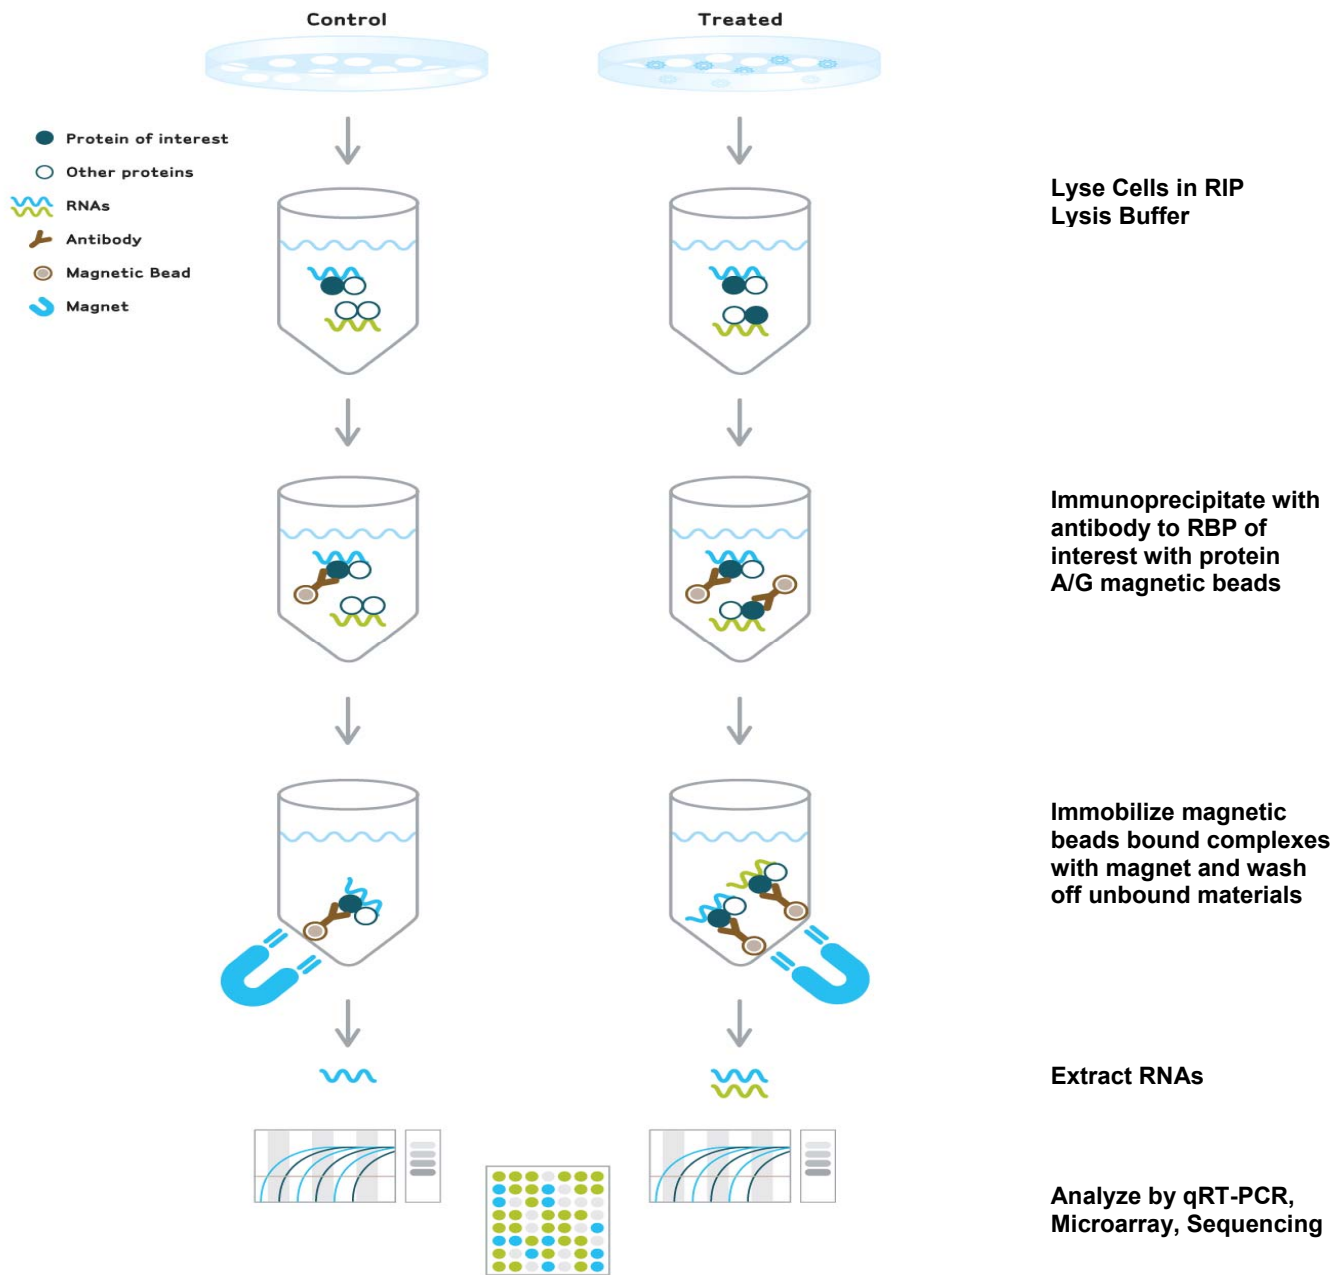 Control
Treated
Protein of interest
Other proteins
RNAs
Antibody
Magnetic Bead
Magnet
Lyse Cells in RIP
Lysis Buffer
Immunoprecipitate with
antibody to RBP of
interest with protein
A/G magnetic beads
Immobilize magnetic
beads bound complexes
with magnet and wash
off unbound materials
Extract RNAs
Analyze by qRT-PCR,
Microarray, Sequencing